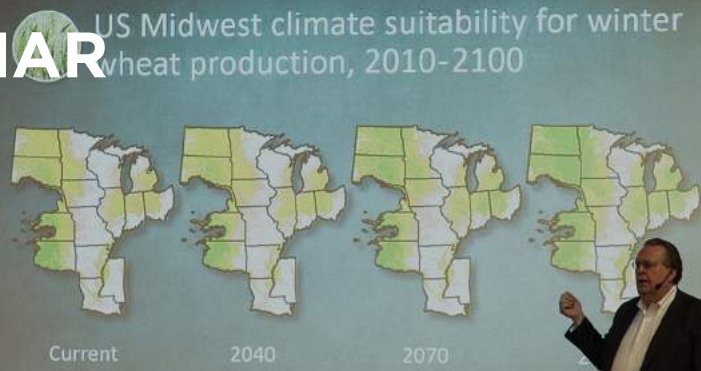 IAR
US Midwest climate suitability for winter
wheat production, 2010-2100
Current 2040 2070